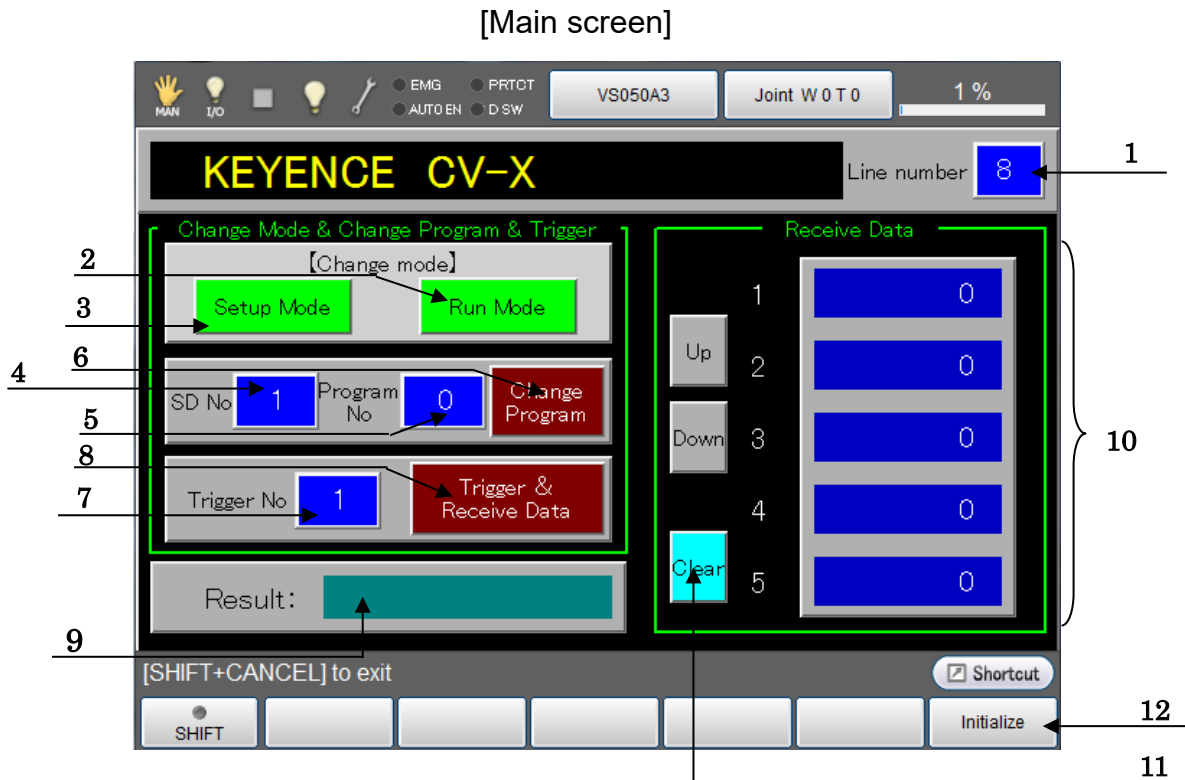 [Main screen]
MAN I/O EMG PRTCT AUTO EN D SW VS050A3 Joint W 0 T 0 1 %
KEYENCE CV-X Line number 8 1
Change Mode & Change Program & Trigger
【Change mode】
2
Setup Mode Run Mode
3
6
4
SD No 1 Program No 0 Change Program
5
8
Trigger No 1 Trigger & Receive Data
7
Result:
9
Receive Data
1 0
Up
2 0
Down 3 0
4 0
Clear
5 0
10
[SHIFT+CANCEL] to exit Shortcut
SHIFT Initialize 12
11